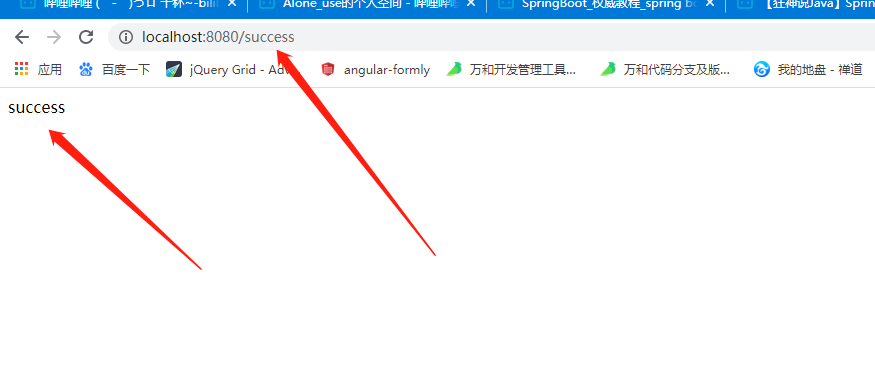 哔哩哔哩 ( ゜- ゜)つロ 干杯~-bili
Alone_use的个人空间 - 哔哩哔哩
SpringBoot_权威教程_spring bo
【狂神说Java】Sprin
localhost:8080/success
应用 百度一下 jQuery Grid - Adv angular-formly 万和开发管理工具... 万和代码分支及版... 我的地盘 - 禅道
success